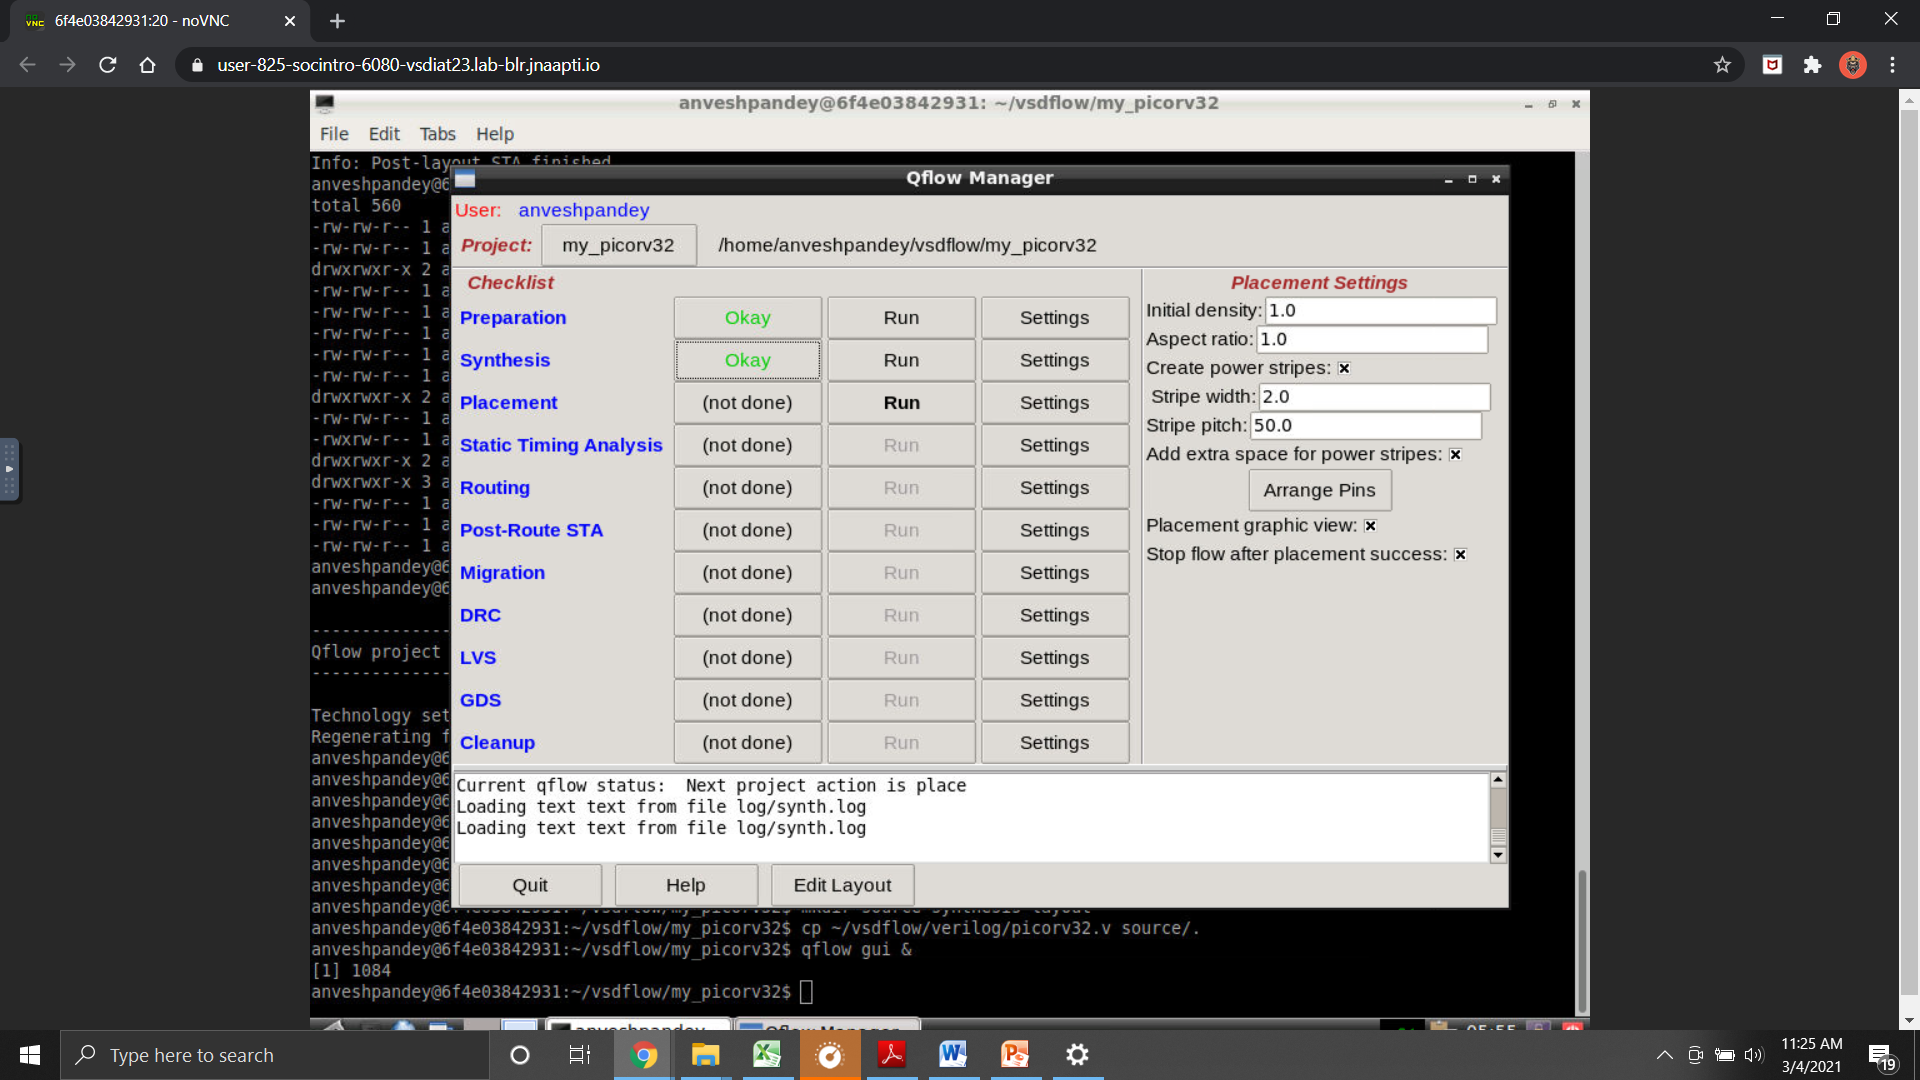 6f4e03842931:20 - noVNC
user-825-socintro-6080-vsdiat23.lab-blr.jnaapti.io
anveshpandey@6f4e03842931: ~/vsdflow/my_picorv32
File Edit Tabs Help
Info: Post-layout STA finished
anveshpandey@6
Qflow Manager
total 560
User: anveshpandey
-rw-rw-r-- 1 a
Project: my_picorv32 /home/anveshpandey/vsdflow/my_picorv32
-rw-rw-r-- 1 a
drwxrwxr-x 2 a
-rw-rw-r-- 1 a
-rw-rw-r-- 1 a
-rw-rw-r-- 1 a
-rw-rw-r-- 1 a
-rw-rw-r-- 1 a
drwxrwxr-x 2 a
-rw-rw-r-- 1 a
-rwxrw-r-- 1 a
drwxrwxr-x 2 a
drwxrwxr-x 3 a
-rw-rw-r-- 1 a
-rw-rw-r-- 1 a
-rw-rw-r-- 1 a
anveshpandey@6
anveshpandey@6
--------------
Qflow project
--------------
Technology set
Regenerating f
anveshpandey@6
anveshpandey@6
anveshpandey@6
anveshpandey@6
anveshpandey@6
anveshpandey@6
anveshpandey@6
Checklist
Preparation Okay Run Settings
Synthesis Okay Run Settings
Placement (not done) Run Settings
Static Timing Analysis (not done) Run Settings
Routing (not done) Run Settings
Post-Route STA (not done) Run Settings
Migration (not done) Run Settings
DRC (not done) Run Settings
LVS (not done) Run Settings
GDS (not done) Run Settings
Cleanup (not done) Run Settings
Placement Settings
Initial density: 1.0
Aspect ratio: 1.0
Create power stripes:
Stripe width: 2.0
Stripe pitch: 50.0
Add extra space for power stripes:
Arrange Pins
Placement graphic view:
Stop flow after placement success:
Current qflow status:  Next project action is place
Loading text text from file log/synth.log
Loading text text from file log/synth.log
Quit Help Edit Layout
anveshpandey@6f4e03842931:~/vsdflow/my_picorv32$ mkdir source synthesis layout
anveshpandey@6f4e03842931:~/vsdflow/my_picorv32$ cp ~/vsdflow/verilog/picorv32.v source/.
anveshpandey@6f4e03842931:~/vsdflow/my_picorv32$ qflow gui &
[1] 1084
anveshpandey@6f4e03842931:~/vsdflow/my_picorv32$
anveshpandey Qflow Manager 05:55
Type here to search
11:25 AM
3/4/2021
19